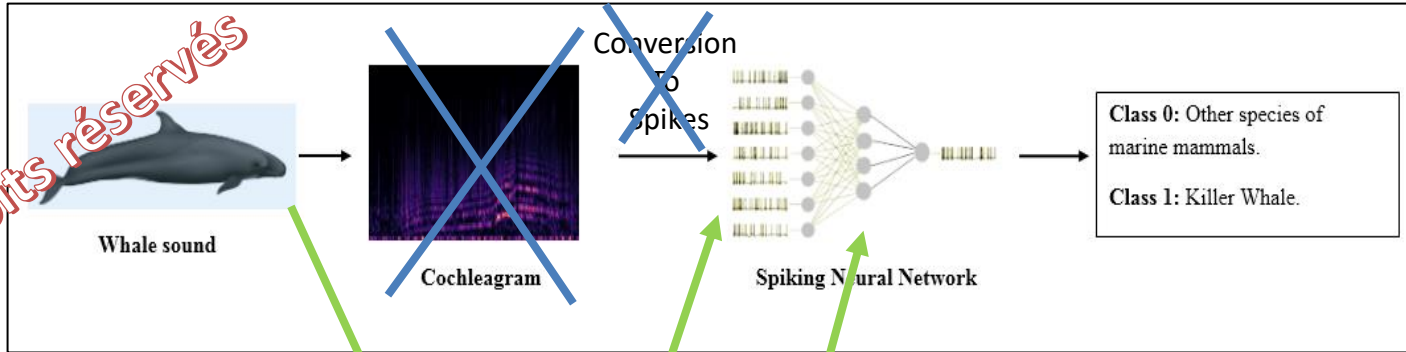 réservés
Conversion
To
Spikes
Class 0: Other species of
marine mammals.
Class 1: Killer Whale.
Whale sound
Cochleagram
Spiking Neural Network